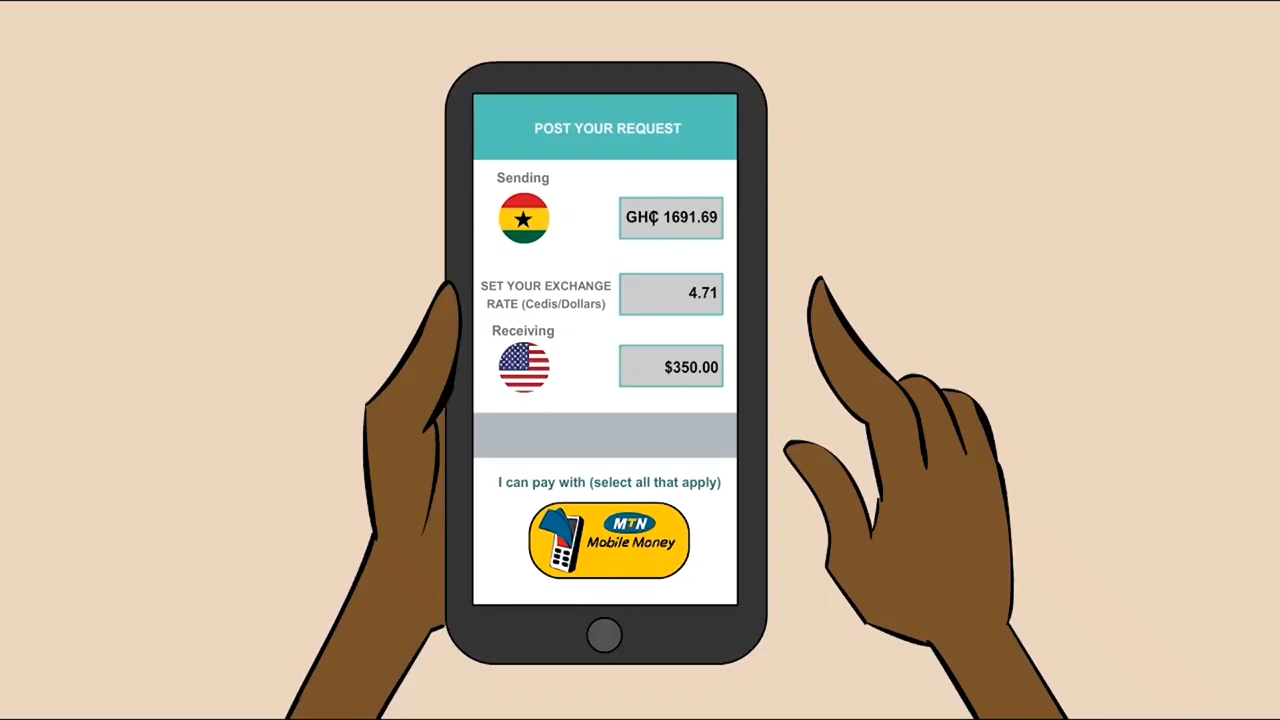 POST YOUR REQUEST
Sending
GH₵ 1691.69
SET YOUR EXCHANGE
RATE (Cedis/Dollars)
4.71
Receiving
$350.00
I can pay with (select all that apply)
MTN
Mobile Money